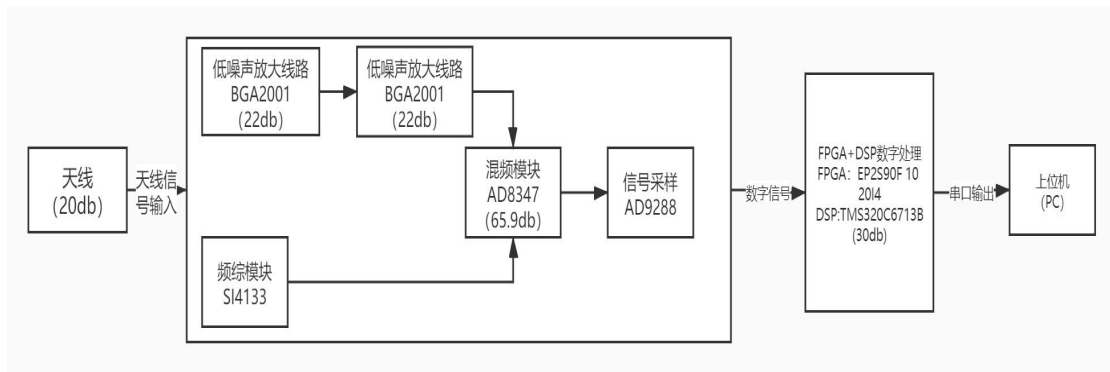 天线
(20db)
天线信
号输入
低噪声放大线路
BGA2001
(22db)
低噪声放大线路
BGA2001
(22db)
混频模块
AD8347
(65.9db)
频综模块
SI4133
信号采样
AD9288
数字信号
FPGA+DSP数字处理
FPGA：EP2S90F 10
20I4
DSP:TMS320C6713B
(30db)
串口输出
上位机
(PC)